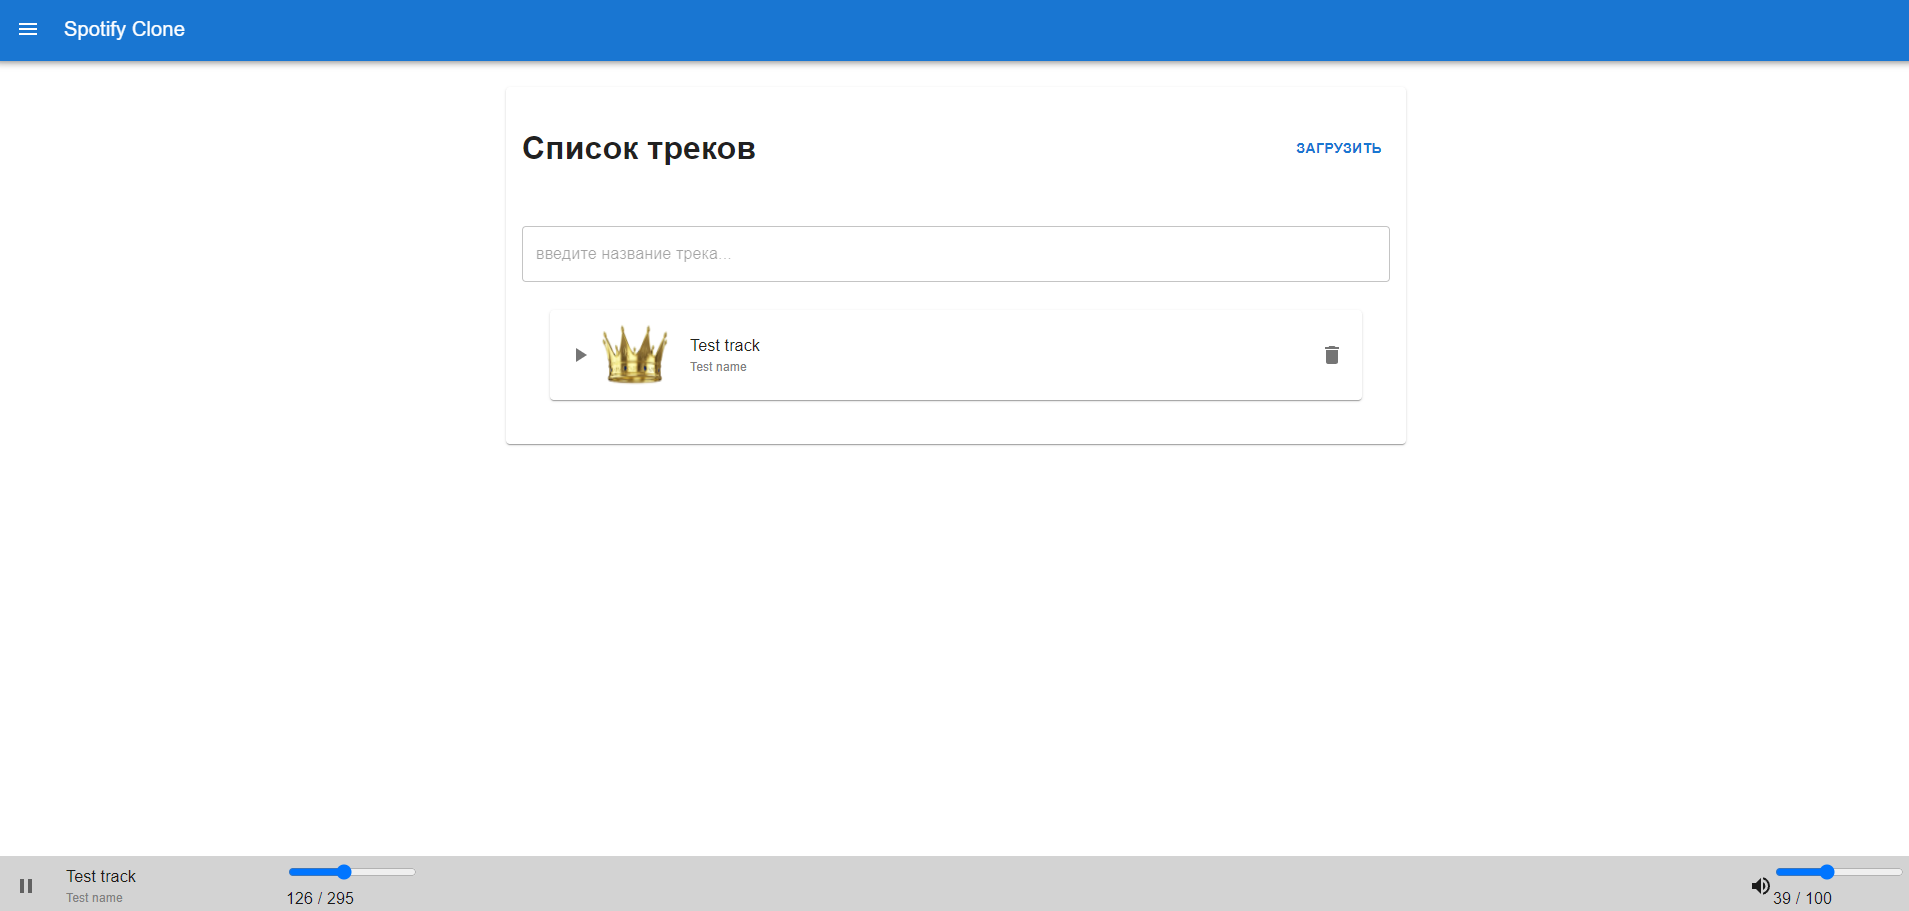 Spotify Clone
Список треков
ЗАГРУЗИТЬ
введите название трека...
Test track
Test name
Test track
Test name
126 / 295
39 / 100